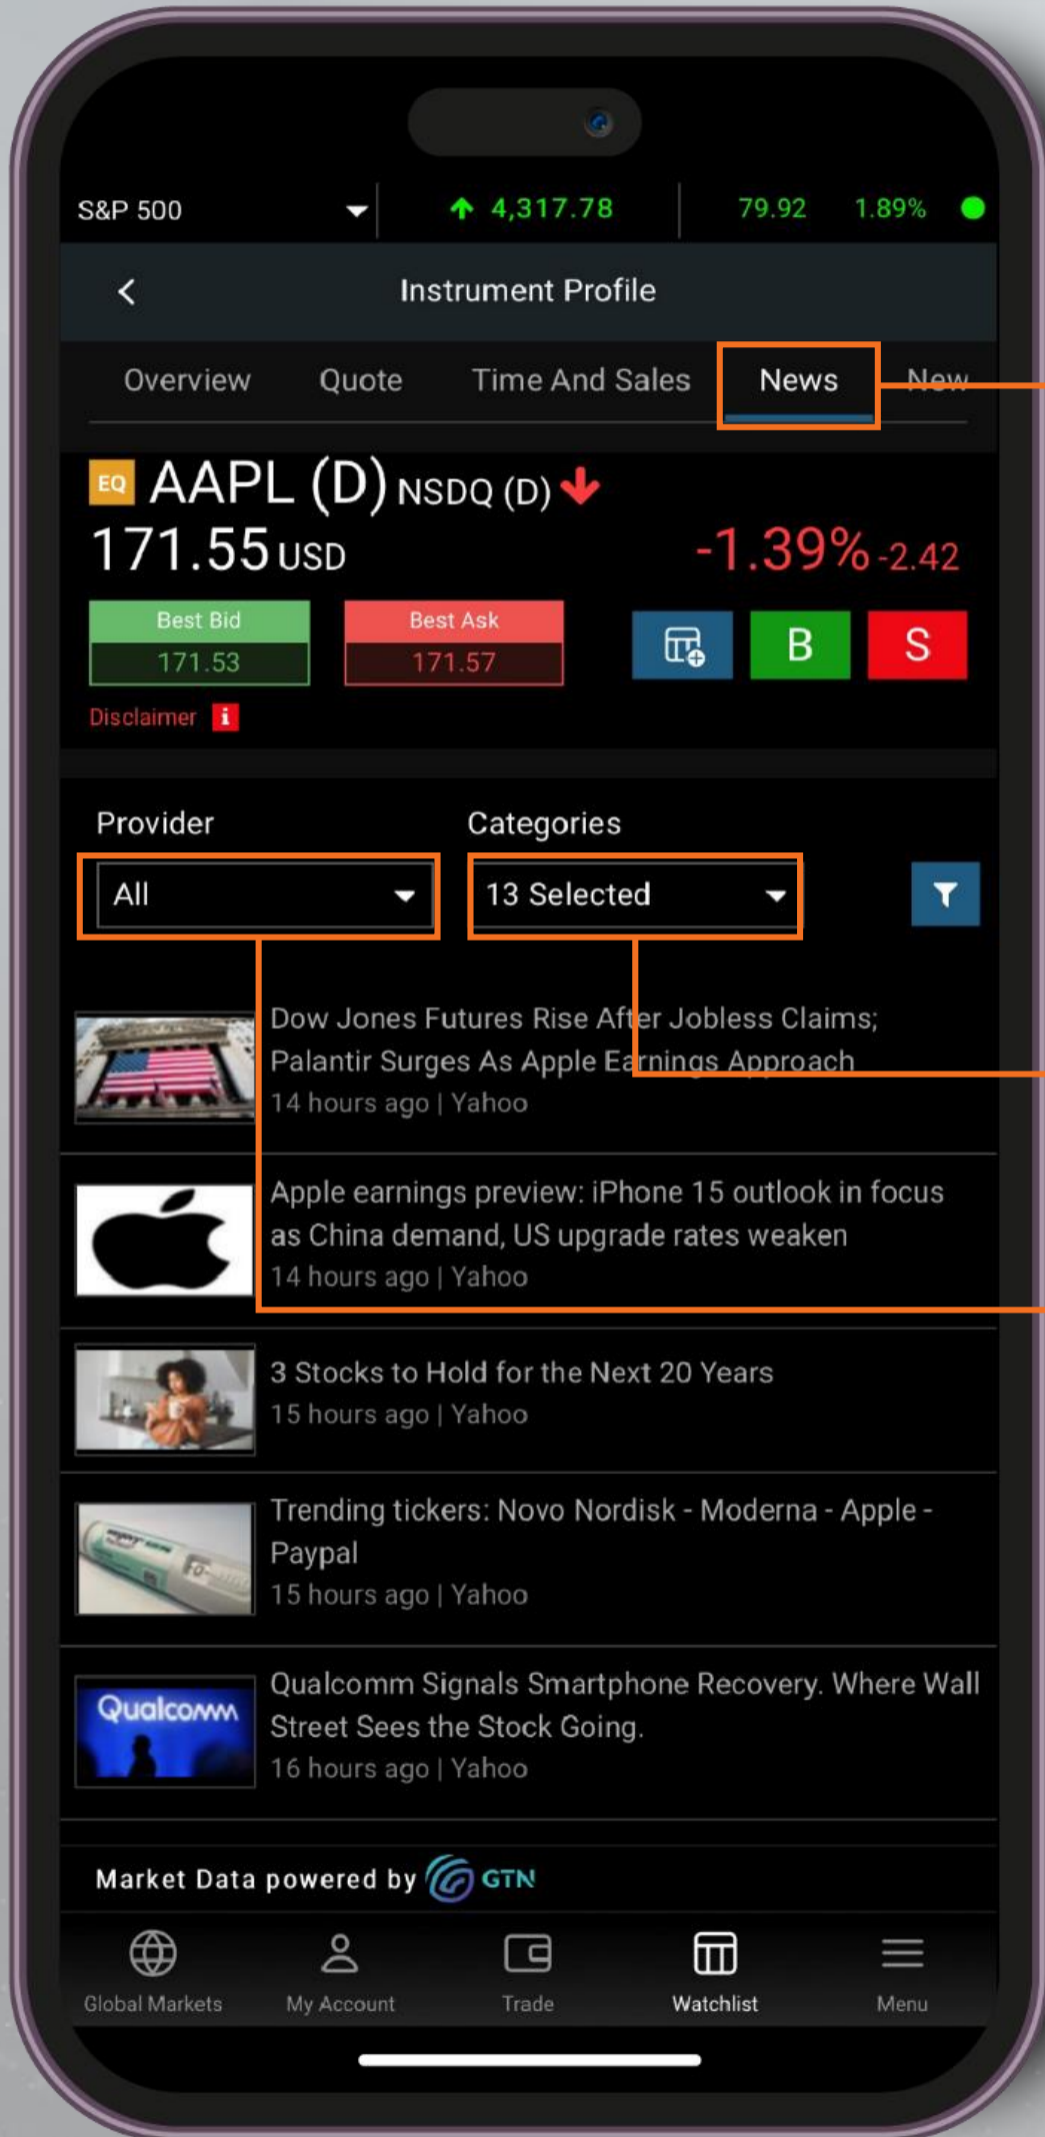 S&P 500 4,317.78 79.92 1.89%
Instrument Profile
Overview Quote Time And Sales News New
EQ AAPL (D) NSDQ (D)
171.55 USD -1.39% -2.42
Best Bid Best Ask
171.53 171.57 B S
Disclaimer i
Provider Categories
All 13 Selected
Dow Jones Futures Rise After Jobless Claims;
Palantir Surges As Apple Earnings Approach
14 hours ago | Yahoo
Apple earnings preview: iPhone 15 outlook in focus
as China demand, US upgrade rates weaken
14 hours ago | Yahoo
3 Stocks to Hold for the Next 20 Years
15 hours ago | Yahoo
Trending tickers: Novo Nordisk - Moderna - Apple -
Paypal
15 hours ago | Yahoo
Qualcomm
Qualcomm Signals Smartphone Recovery. Where Wall
Street Sees the Stock Going.
16 hours ago | Yahoo
Market Data powered by GTN
Global Markets My Account Trade Watchlist Menu